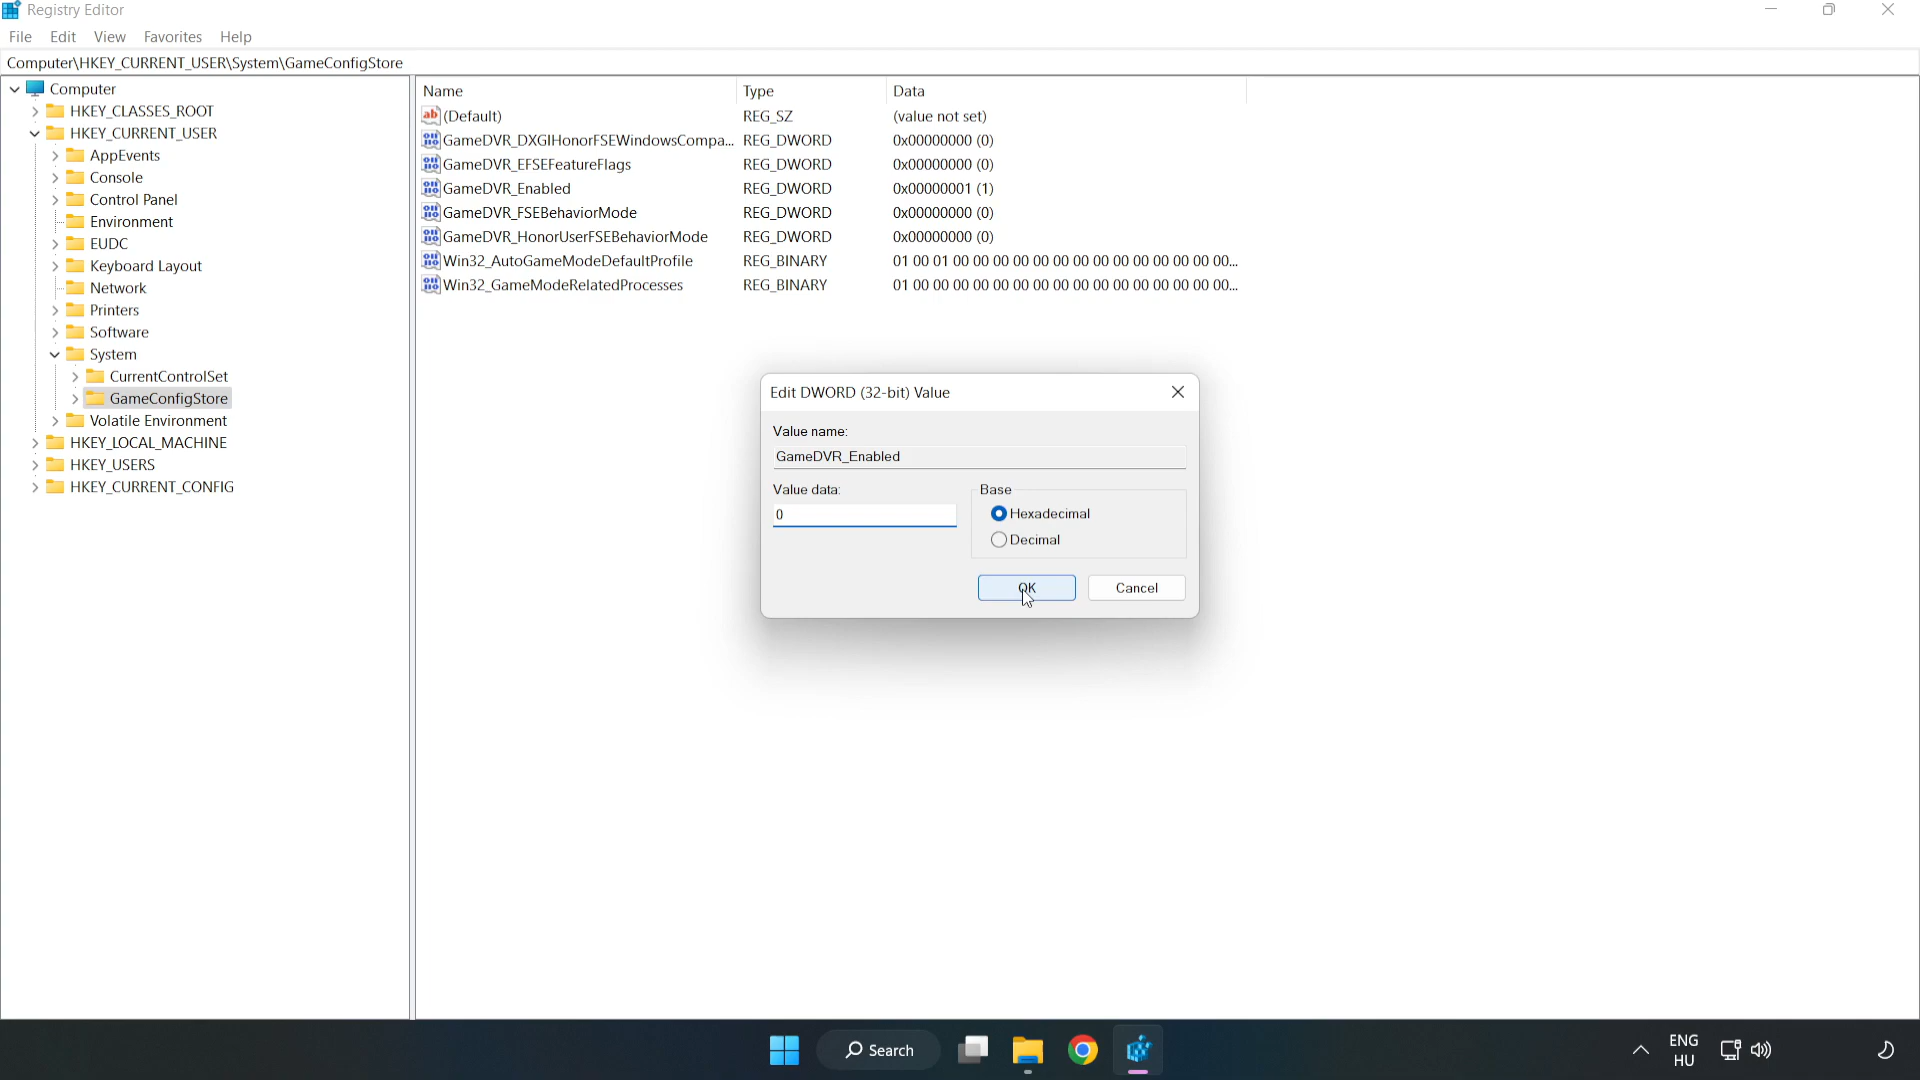 Registry Editor
File Edit View Favorites Help
Computer\HKEY_CURRENT_USER\System\GameConfigStore
Computer
HKEY_CLASSES_ROOT
HKEY_CURRENT_USER
AppEvents
Console
Control Panel
Environment
EUDC
Keyboard Layout
Network
Printers
Software
System
CurrentControlSet
GameConfigStore
Volatile Environment
HKEY_LOCAL_MACHINE
HKEY_USERS
HKEY_CURRENT_CONFIG
Name Type Data
(Default) REG_SZ (value not set)
GameDVR_DXGIHonorFSEWindowsCompa... REG_DWORD 0x00000000 (0)
GameDVR_EFSEFeatureFlags REG_DWORD 0x00000000 (0)
GameDVR_Enabled REG_DWORD 0x00000001 (1)
GameDVR_FSEBehaviorMode REG_DWORD 0x00000000 (0)
GameDVR_HonorUserFSEBehaviorMode REG_DWORD 0x00000000 (0)
Win32_AutoGameModeDefaultProfile REG_BINARY 01 00 01 00 00 00 00 00 00 00 00 00 00 00 00 00 00...
Win32_GameModeRelatedProcesses REG_BINARY 01 00 00 00 00 00 00 00 00 00 00 00 00 00 00 00 00...
Edit DWORD (32-bit) Value
Value name:
GameDVR_Enabled
Value data:
0
Base
Hexadecimal
Decimal
OK Cancel
Search
ENG
HU